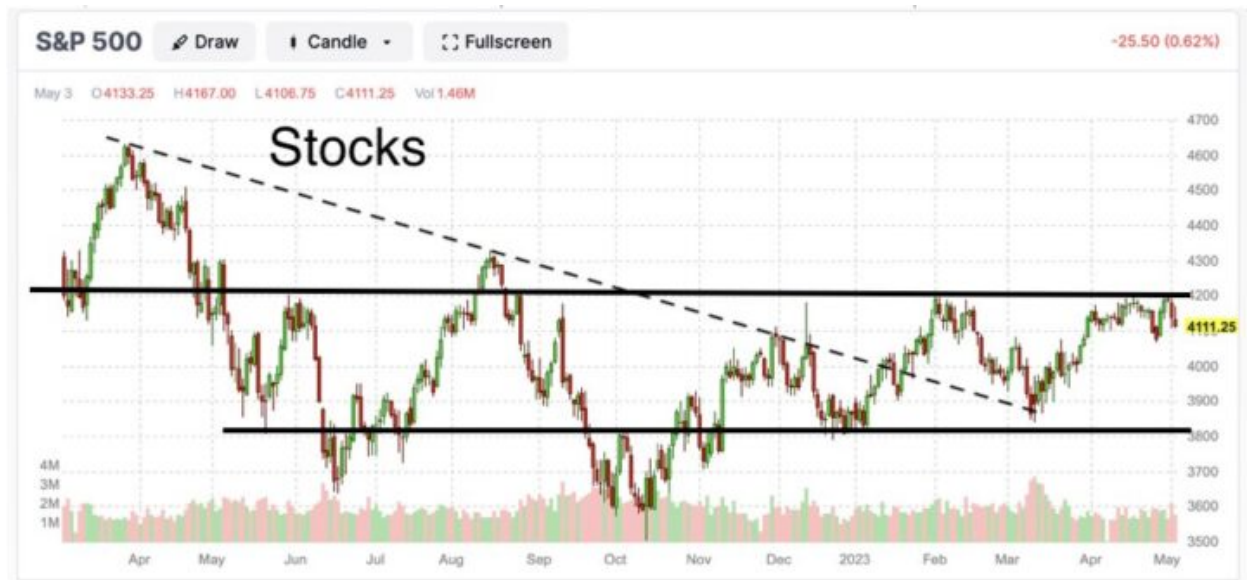 S&P 500 Draw Candle Fullscreen -25.50 (0.62%)
May 3 O4133.25 H4167.00 L4106.75 C4111.25 Vol 1.46M
Stocks
4700
4600
4500
4400
4300
4200
4111.25
4000
3900
3800
4M
3700
3M
2M
3600
1M
3500
Apr May Jun Jul Aug Sep Oct Nov Dec 2023 Feb Mar Apr May